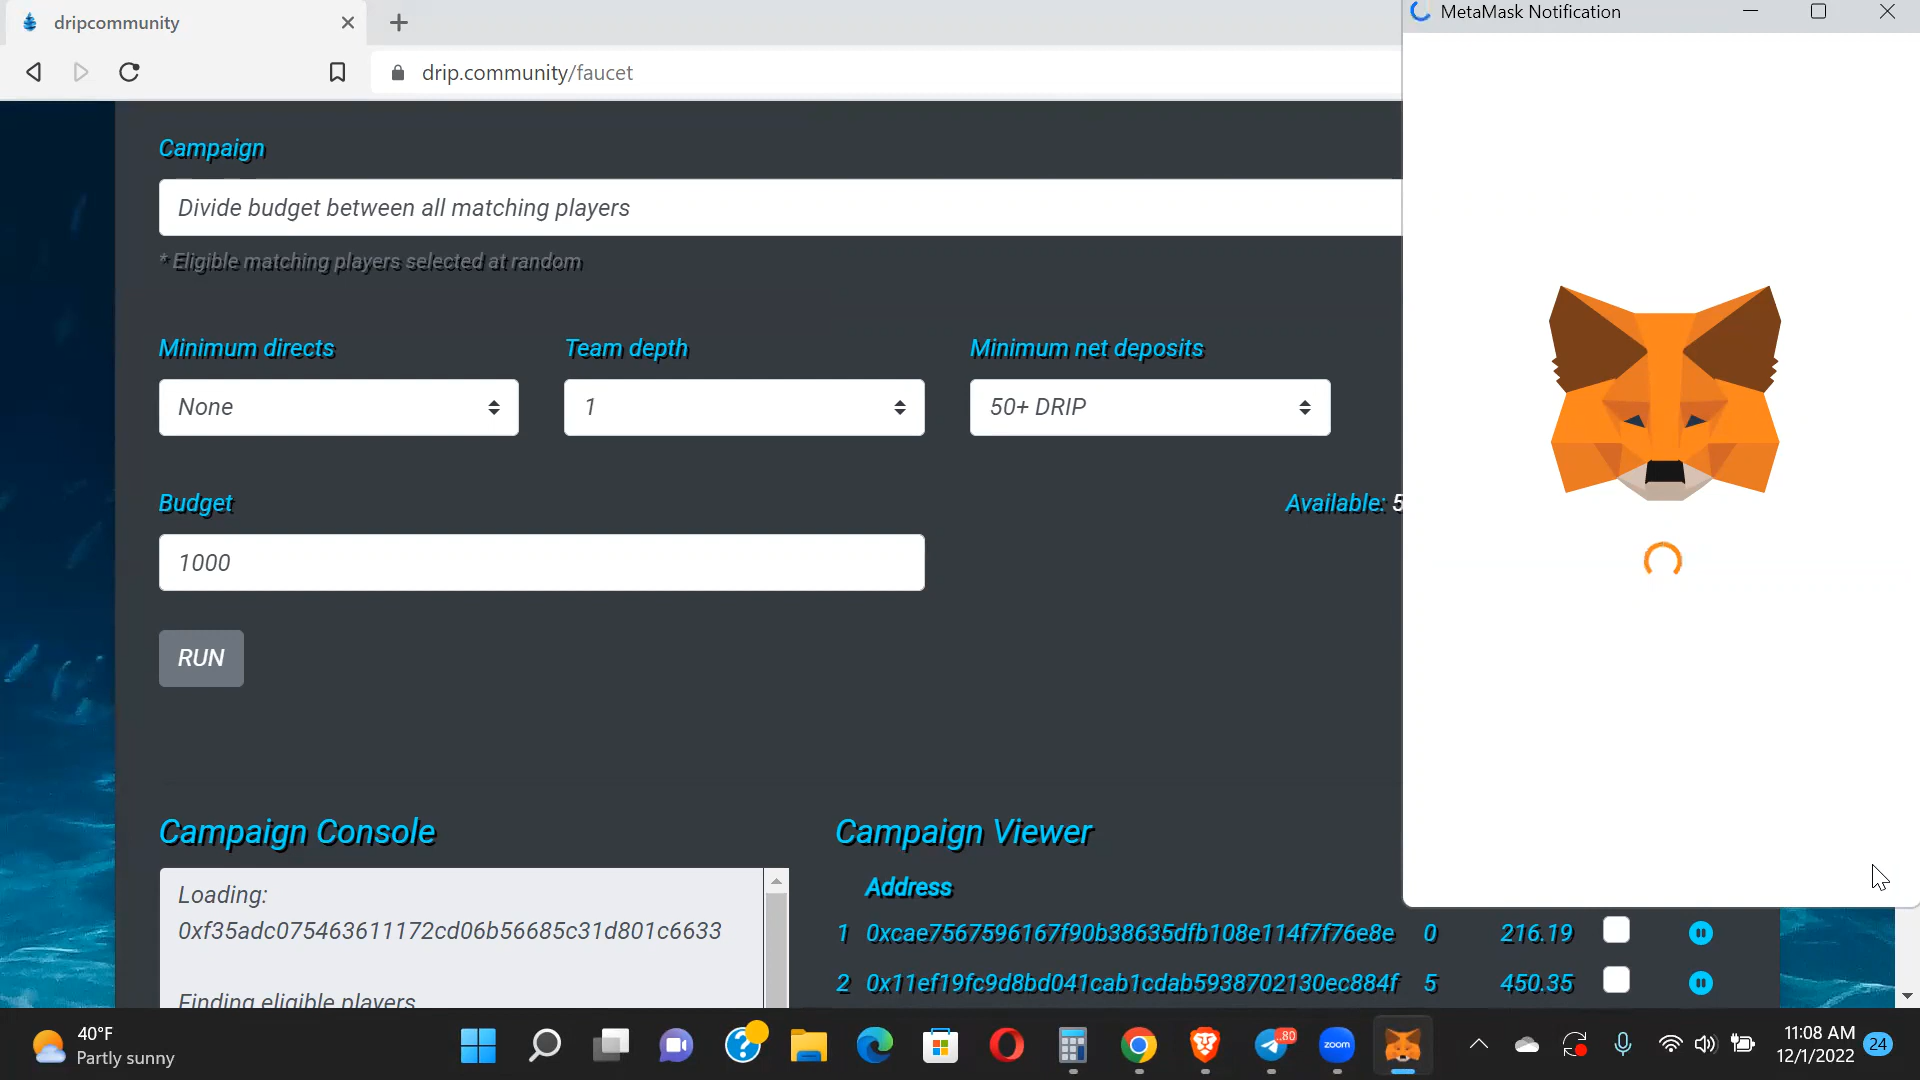 dripcommunity
MetaMask Notification
drip.community/faucet
Campaign
Divide budget between all matching players
* Eligible matching players selected at random
Minimum directs
Team depth
Minimum net deposits
None
1
50+ DRIP
Budget
Available: 5
1000
RUN
Campaign Console
Campaign Viewer
Loading:
0xf35adc075463611172cd06b56685c31d801c6633
Finding eligible players
Address
1 0xcae7567596167f90b38635dfb108e114f7f76e8e 0 216.19
2 0x11ef19fc9d8bd041cab1cdab5938702130ec884f 5 450.35
40°F
Partly sunny
80
zoom
11:08 AM
12/1/2022
24